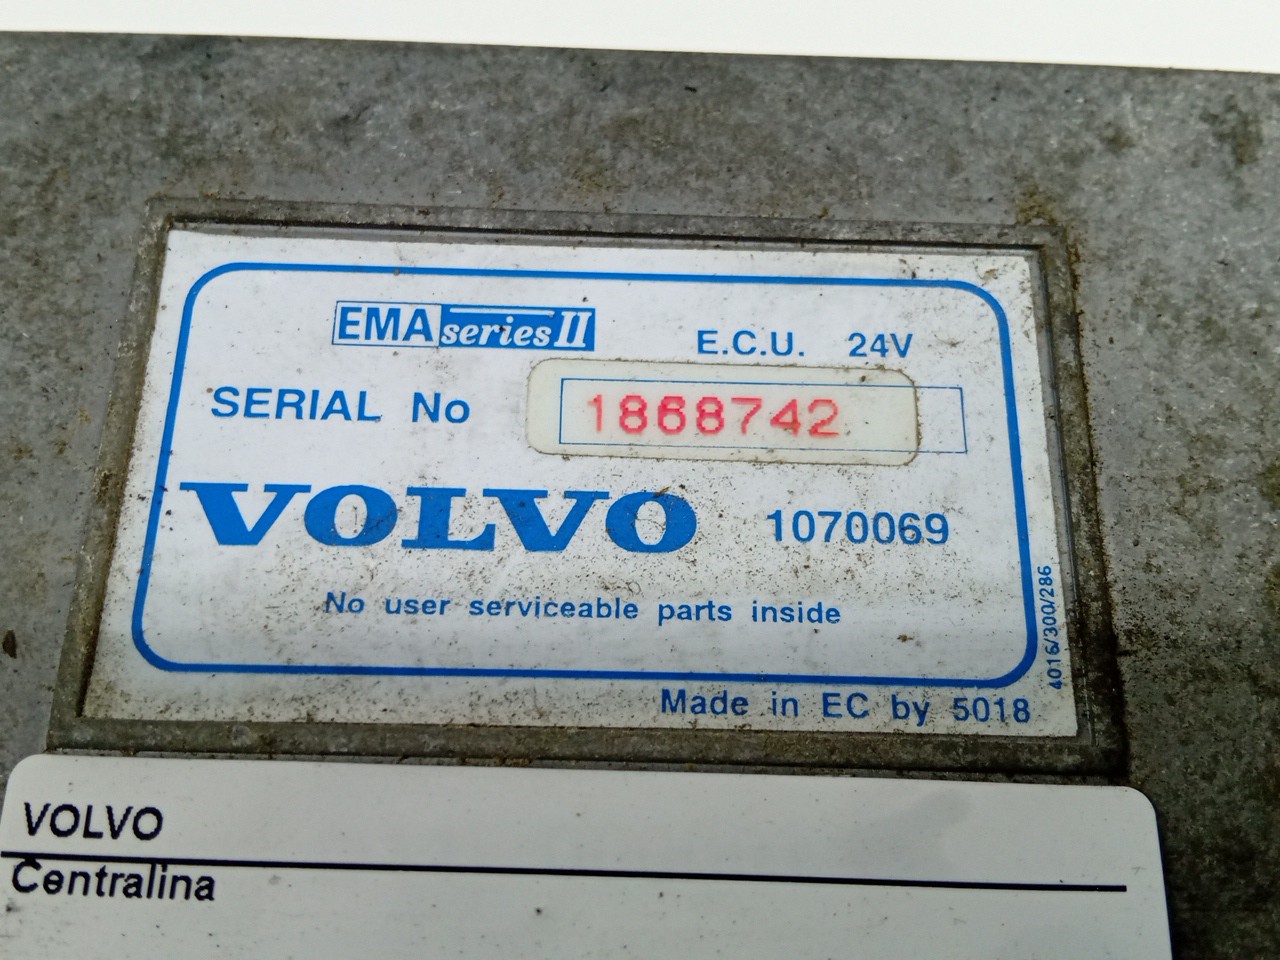 EMA series II E.C.U. 24V
SERIAL No 1868742
VOLVO 1070069
No user serviceable parts inside
4016/300/286
Made in EC by 5018
VOLVO
Centralina